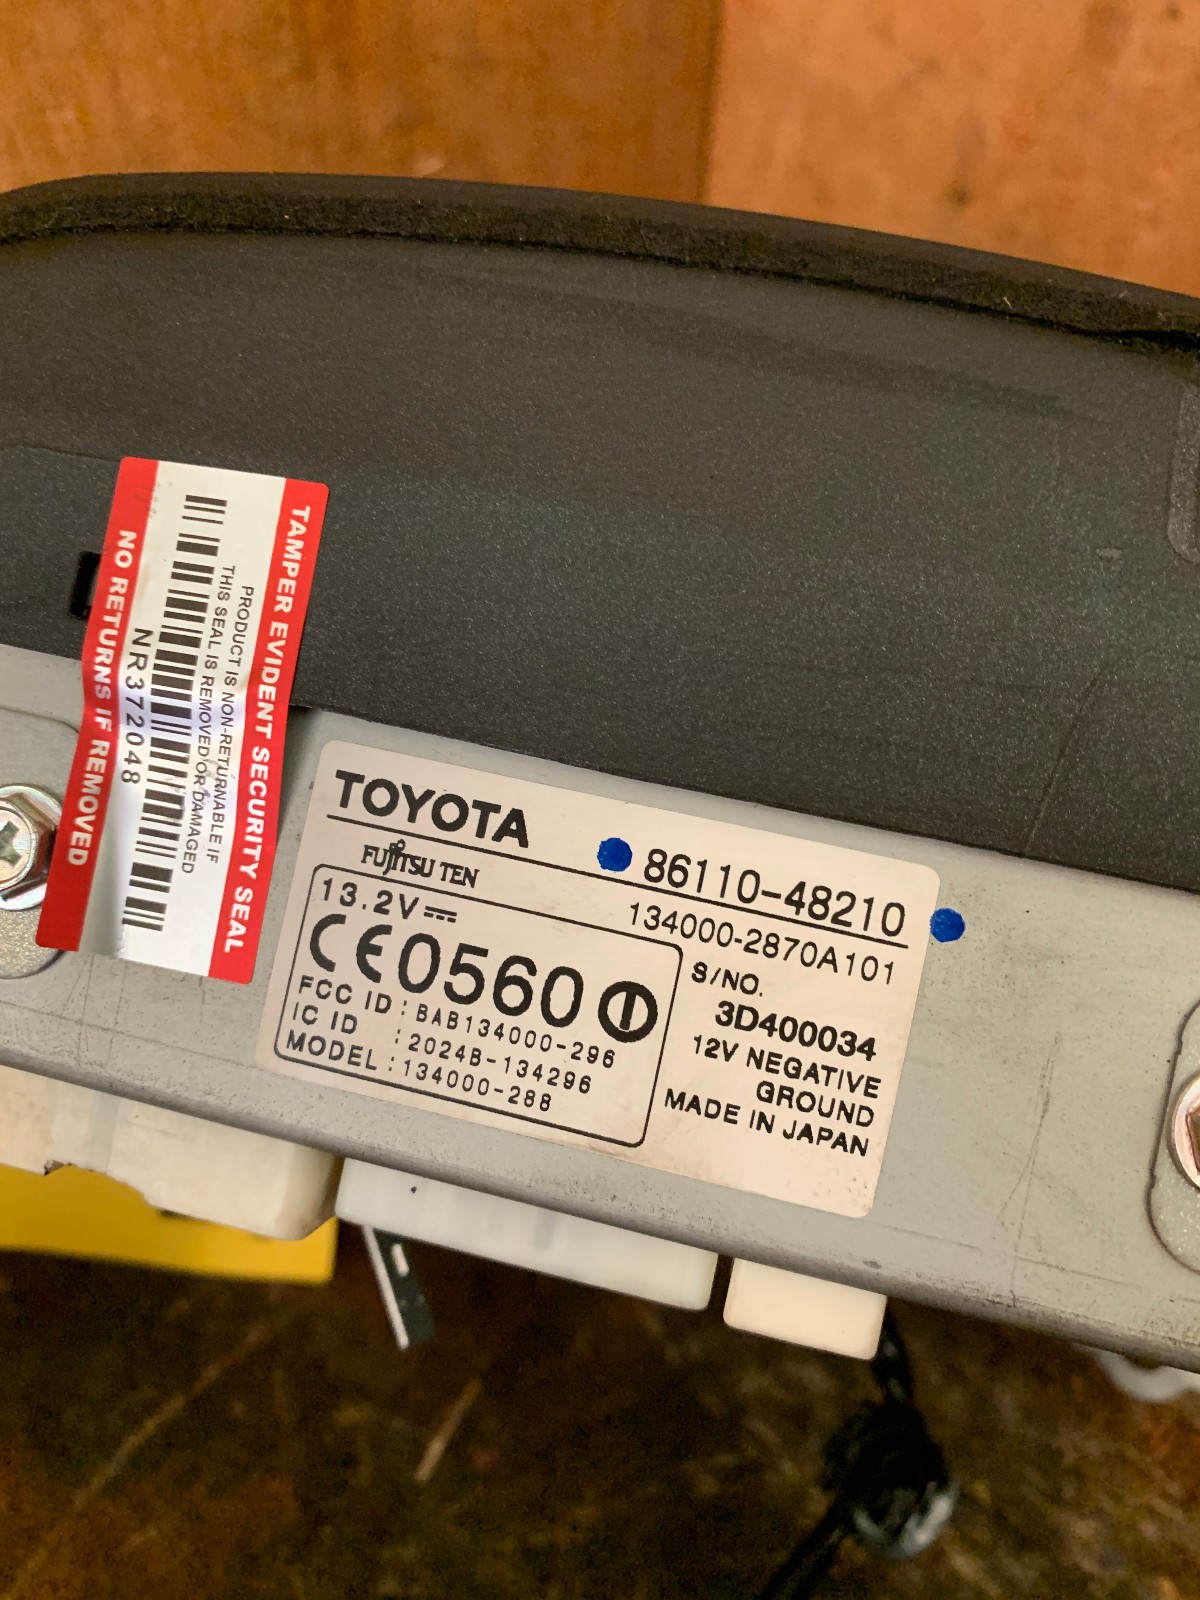 TAMPER EVIDENT SECURITY SEAL
PRODUCT IS NON-RETURNABLE IF
THIS SEAL IS REMOVED OR DAMAGED
NR372048
NO RETURNS IF REMOVED
TOYOTA
86110-48210
FUJITSU TEN
134000-2870A101
13.2V
CE0560
FCC ID : BAB134000-296
IC ID : 2024B-134296
MODEL : 134000-288
S/NO.
3D400034
12V NEGATIVE
GROUND
MADE IN JAPAN